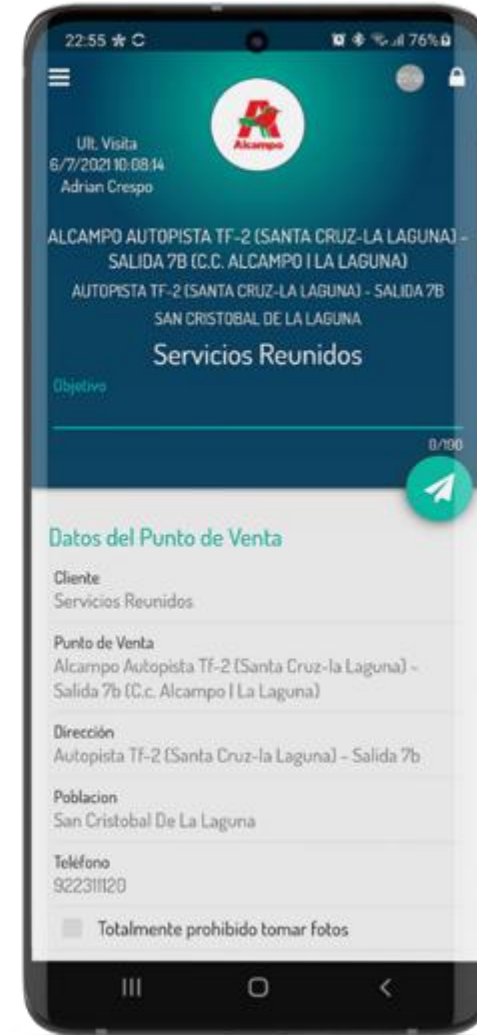 22:55
76%
Alcampo
Ult. Visita
6/7/2021 10:08:14
Adrian Crespo
ALCAMPO AUTOPISTA TF-2 (SANTA CRUZ-LA LAGUNA) -
SALIDA 7B (C.C. ALCAMPO I LA LAGUNA)
AUTOPISTA TF-2 (SANTA CRUZ-LA LAGUNA) - SALIDA 7B
SAN CRISTOBAL DE LA LAGUNA
Servicios Reunidos
Objetivo
0/190
Datos del Punto de Venta
Cliente
Servicios Reunidos
Punto de Venta
Alcampo Autopista Tf-2 (Santa Cruz-la Laguna) -
Salida 7b (C.c. Alcampo I La Laguna)
Dirección
Autopista Tf-2 (Santa Cruz-la Laguna) - Salida 7b
Poblacion
San Cristobal De La Laguna
Teléfono
922311120
Totalmente prohibido tomar fotos